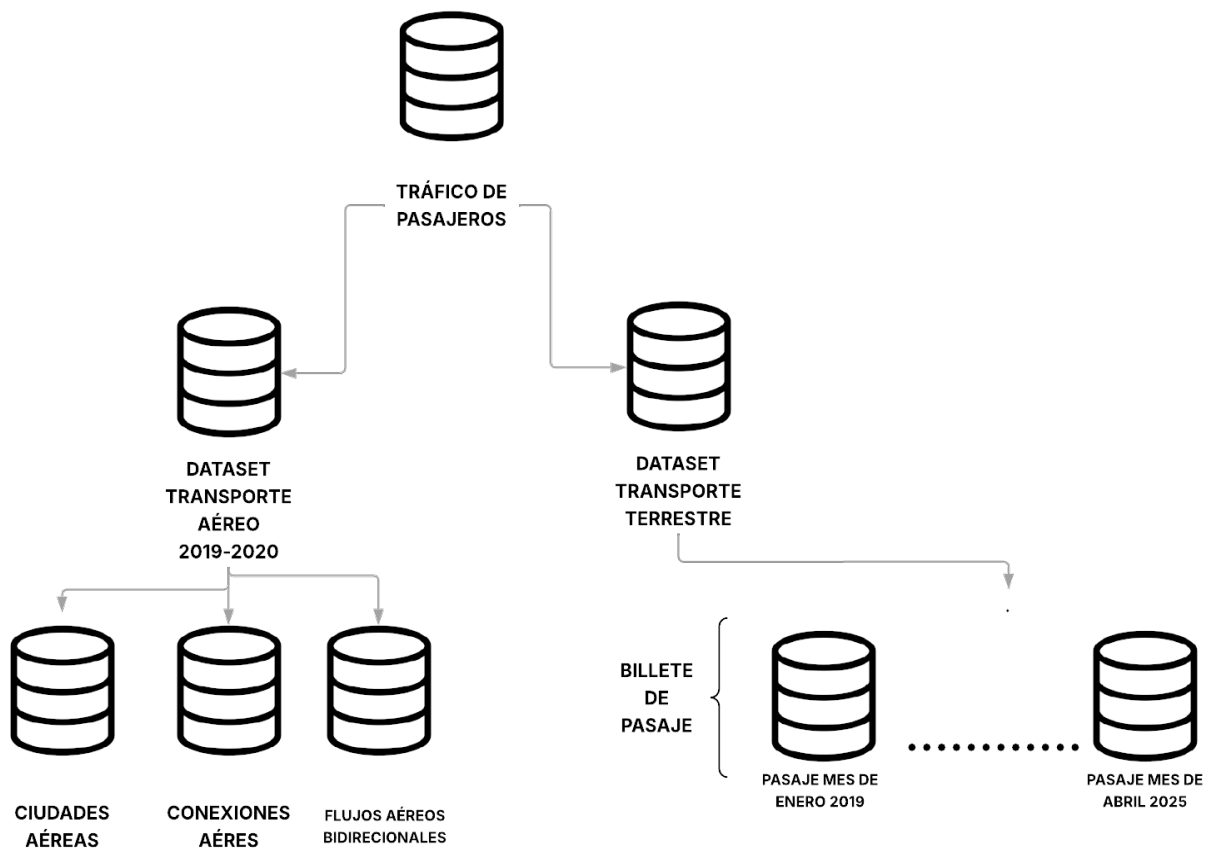 TRÁFICO DE
PASAJEROS
DATASET
TRANSPORTE
AÉREO
2019-2020
DATASET
TRANSPORTE
TERRESTRE
CIUDADES
AÉREAS
CONEXIONES
AÉRES
FLUJOS AÉREOS
BIDIRECIONALES
BILLETE
DE
PASAJE
PASAJE MES DE
ENERO 2019
PASAJE MES DE
ABRIL 2025